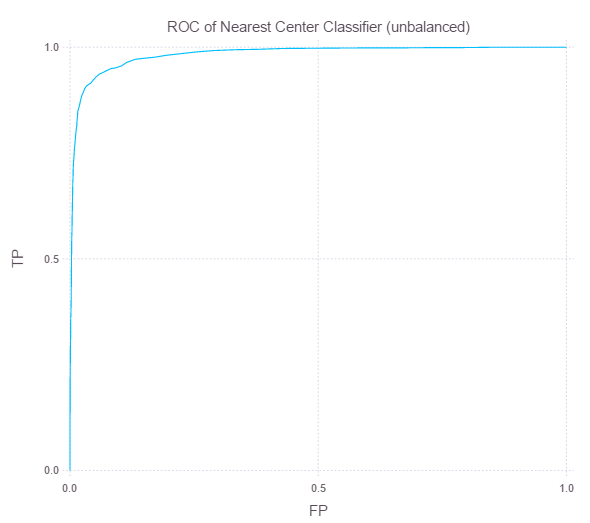 ROC of Nearest Center Classifier (unbalanced)
1.0
TP
0.5
0.0
0.0 0.5 1.0
FP